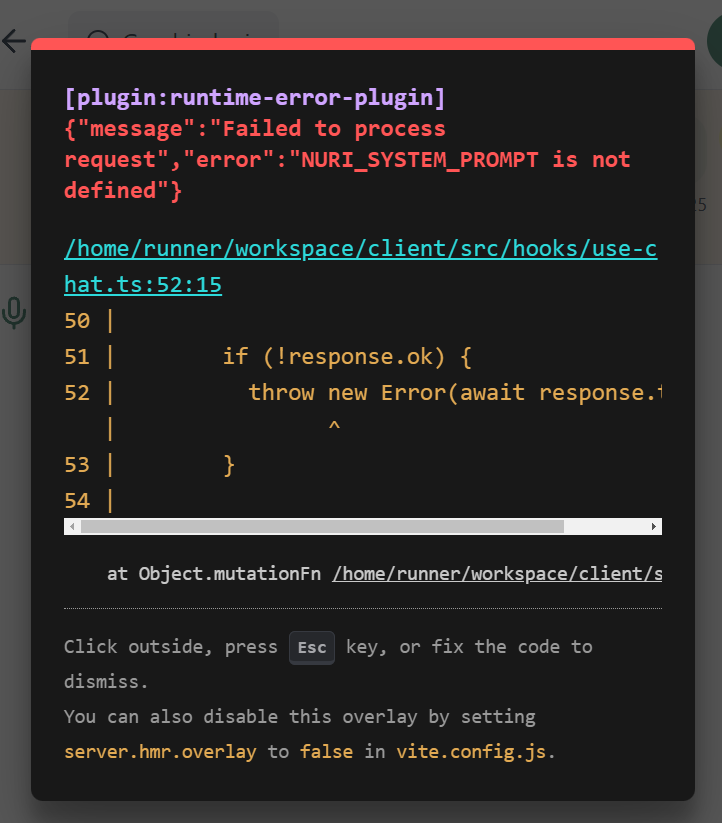 [plugin:runtime-error-plugin]
{"message":"Failed to process
request","error":"NURI_SYSTEM_PROMPT is not
defined"}
/home/runner/workspace/client/src/hooks/use-c
hat.ts:52:15
50 |
51 |        if (!response.ok) {
52 |          throw new Error(await response.
   |                ^
53 |        }
54 |
at Object.mutationFn /home/runner/workspace/client/s
Click outside, press Esc key, or fix the code to
dismiss.
You can also disable this overlay by setting
server.hmr.overlay to false in vite.config.js.